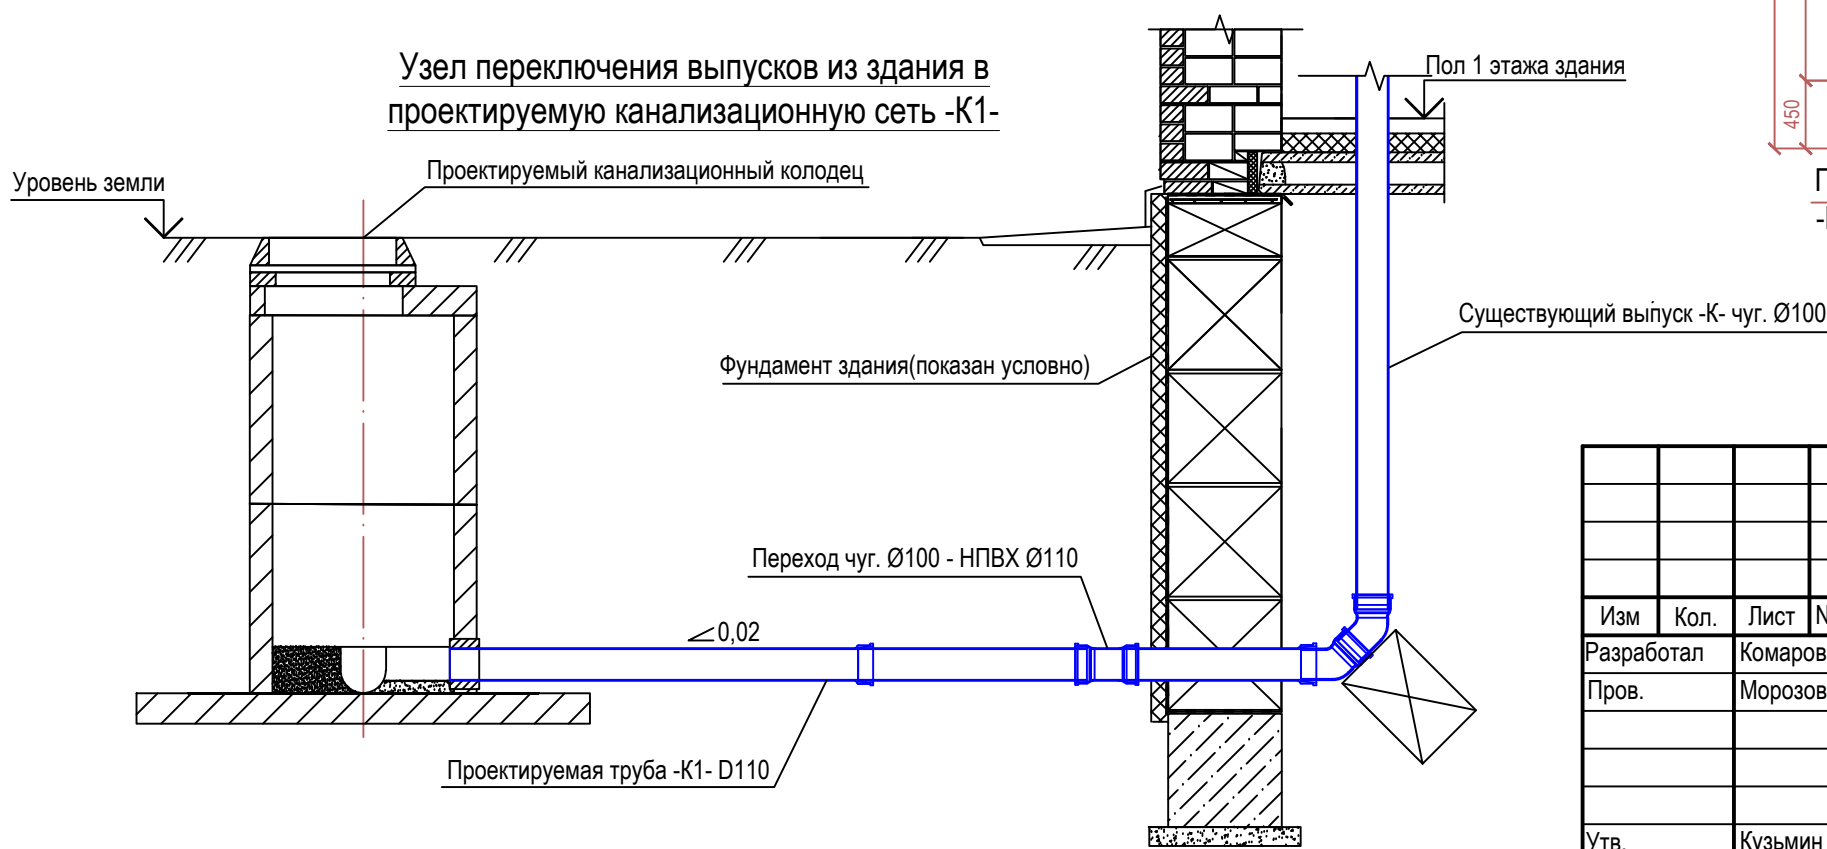 Узел переключения выпусков из здания в
проектируемую канализационную сеть -К1-
Пол 1 этажа здания
450
Уровень земли
Проектируемый канализационный колодец
Существующий выпуск -К- чуг. Ø100
Фундамент здания(показан условно)
Переход чуг. Ø100 - НПВХ Ø110
0,02
Проектируемая труба -К1- D110
Изм Кол. Лист
Разработал Комаров
Пров. Морозов
Утв. Кузьмин